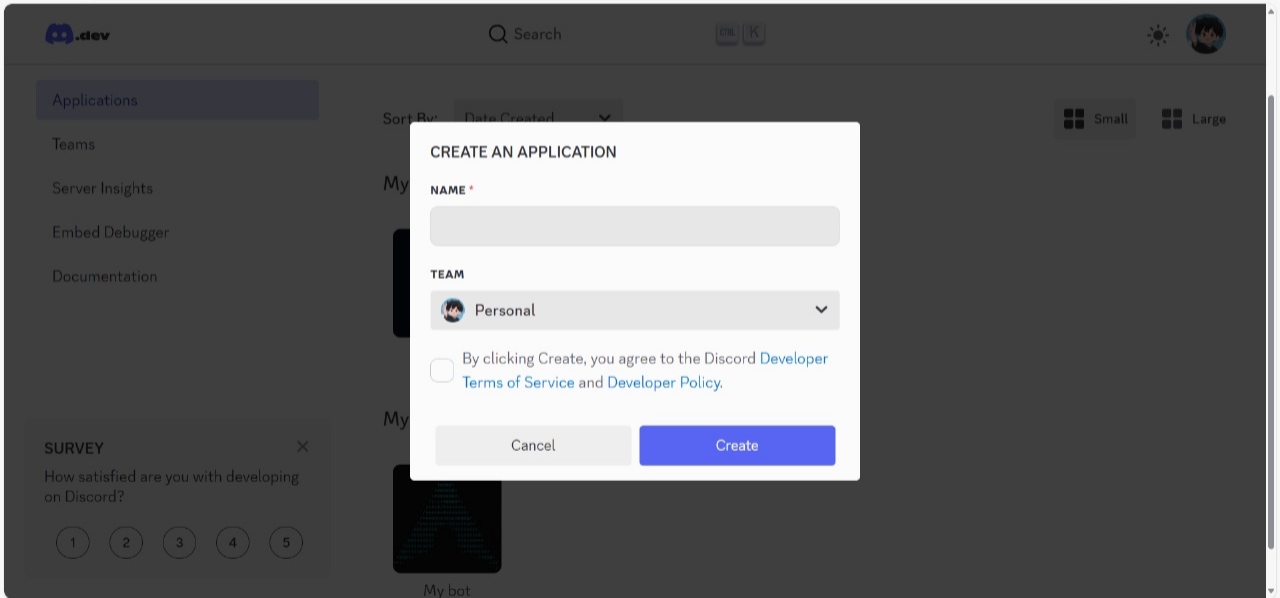 .dev
Search
CTRL K
Applications
Teams
Server Insights
Embed Debugger
Documentation
Sort By: Date Created
Small
Large
My
CREATE AN APPLICATION
NAME *
TEAM
Personal
By clicking Create, you agree to the Discord Developer
Terms of Service and Developer Policy.
Cancel
Create
My
My bot
SURVEY
How satisfied are you with developing
on Discord?
1 2 3 4 5